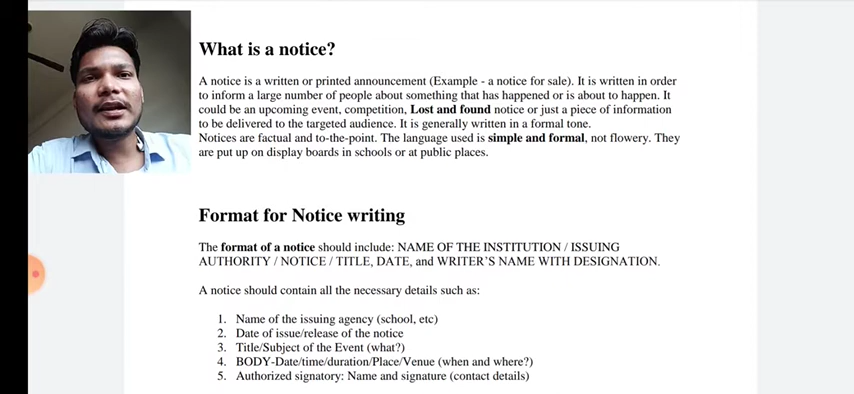 What is a notice?
A notice is a written or printed announcement (Example - a notice for sale). It is written in order
to inform a large number of people about something that has happened or is about to happen. It
could be an upcoming event, competition, Lost and found notice or just a piece of information
to be delivered to the targeted audience. It is generally written in a formal tone.
Notices are factual and to-the-point. The language used is simple and formal, not flowery. They
are put up on display boards in schools or at public places.
Format for Notice writing
The format of a notice should include: NAME OF THE INSTITUTION / ISSUING
AUTHORITY / NOTICE / TITLE, DATE, and WRITER'S NAME WITH DESIGNATION.
A notice should contain all the necessary details such as:
1. Name of the issuing agency (school, etc)
2. Date of issue/release of the notice
3. Title/Subject of the Event (what?)
4. BODY-Date/time/duration/Place/Venue (when and where?)
5. Authorized signatory: Name and signature (contact details)